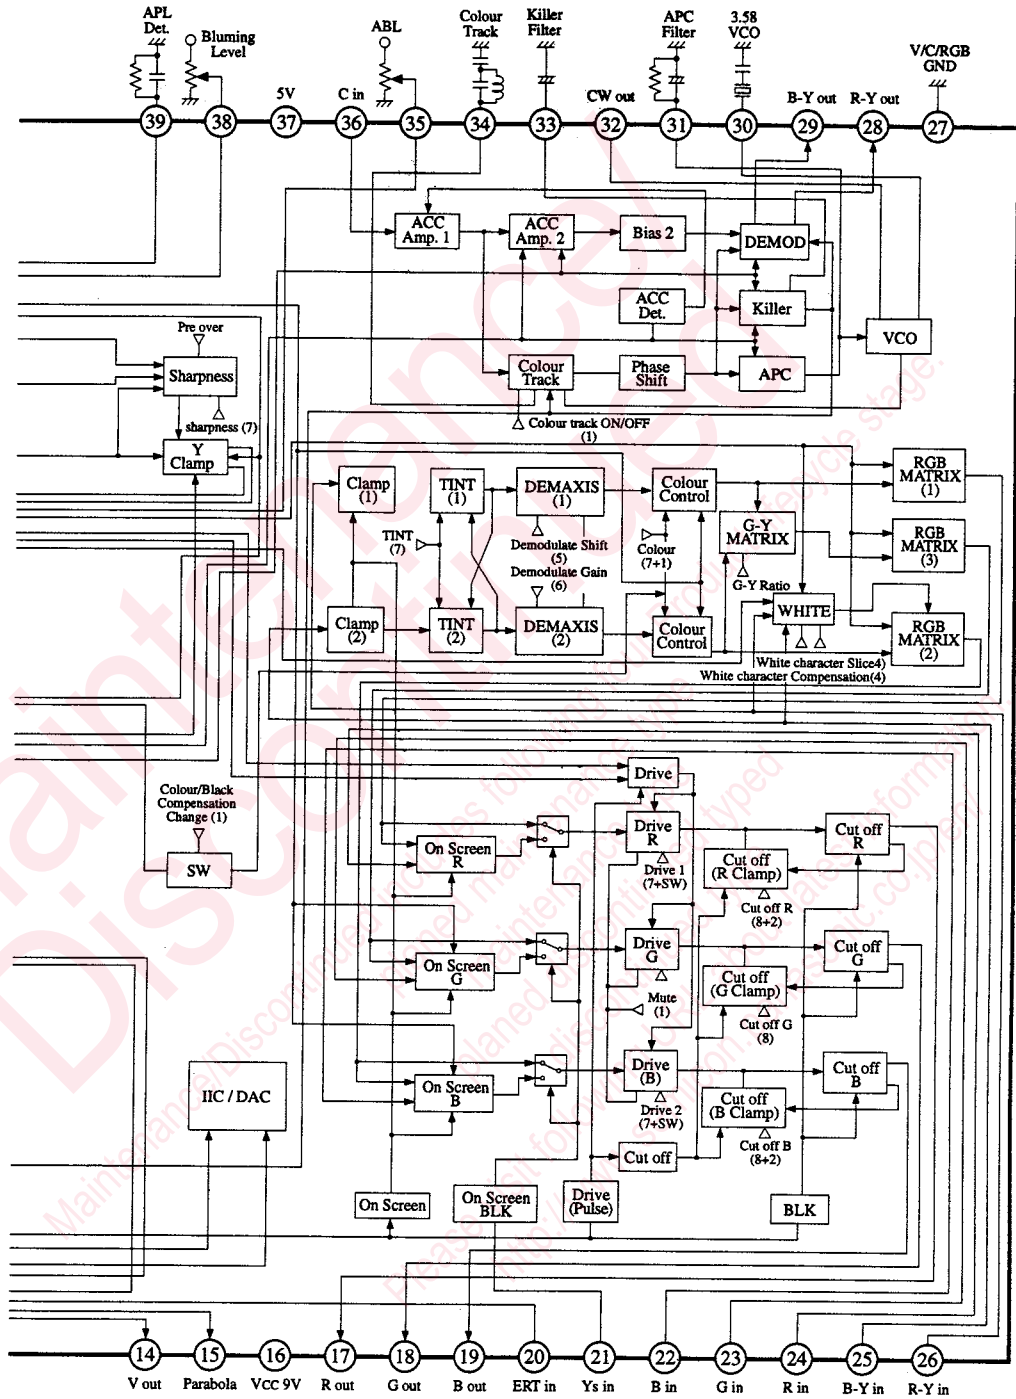 APL
Det.
Bluming
Level
ABL
Colour
Track
Killer
Filter
APC
Filter
3.58
VCO
V/C/RGB
GND
5V
C in
CW out
B-Y out
R-Y out
39
38
37
36
35
34
33
32
31
30
29
28
27
ACC
Amp. 1
ACC
Amp. 2
Bias 2
DEMOD
ACC
Det.
Killer
VCO
Pre over
Sharpness
sharpness (7)
Colour
Track
Phase
Shift
APC
Colour track ON/OFF
(1)
Y
Clamp
Clamp
(1)
TINT
(1)
DEMAXIS
(1)
Colour
Control
RGB
MATRIX
(1)
TINT
(7)
Demodulate Shift
(5)
Demodulate Gain
(6)
Colour
(7+1)
G-Y
MATRIX
G-Y Ratio
RGB
MATRIX
(3)
Clamp
(2)
TINT
(2)
DEMAXIS
(2)
Colour
Control
WHITE
RGB
MATRIX
(2)
White character Slice4)
White character Compensation(4)
Colour/Black
Compensation
Change (1)
SW
Drive
On Screen
R
Drive
R
Drive 1
(7+SW)
Cut off
R
Cut off
(R Clamp)
Cut off R
(8+2)
On Screen
G
Drive
G
Mute
(1)
Cut off
G
Cut off
(G Clamp)
Cut off G
(8)
On Screen
B
Drive
(B)
Drive 2
(7+SW)
Cut off
B
Cut off
(B Clamp)
Cut off B
(8+2)
IIC / DAC
Cut off
On Screen
On Screen
BLK
Drive
(Pulse)
BLK
14
15
16
17
18
19
20
21
22
23
24
25
26
V out
Parabola
VCC 9V
R out
G out
B out
ERT in
Ys in
B in
G in
R in
B-Y in
R-Y in
Maintenance/
Discontinued